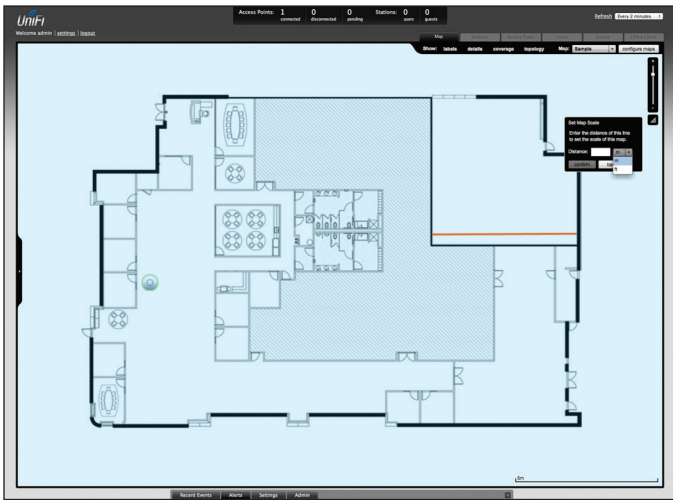 UniFi
Access Points: 1 connected 0 disconnected 0 pending Stations: 0 users 0 guests
Refresh Every 2 minutes
Welcome admin | settings | logout
Map
Show: labels details coverage topology Map: Sample configure maps
Set Map Scale
Enter the distance of this line
to set the scale of this map.
Distance: m
confirm
m
ft
5m
Recent Events Alerts Settings Admin